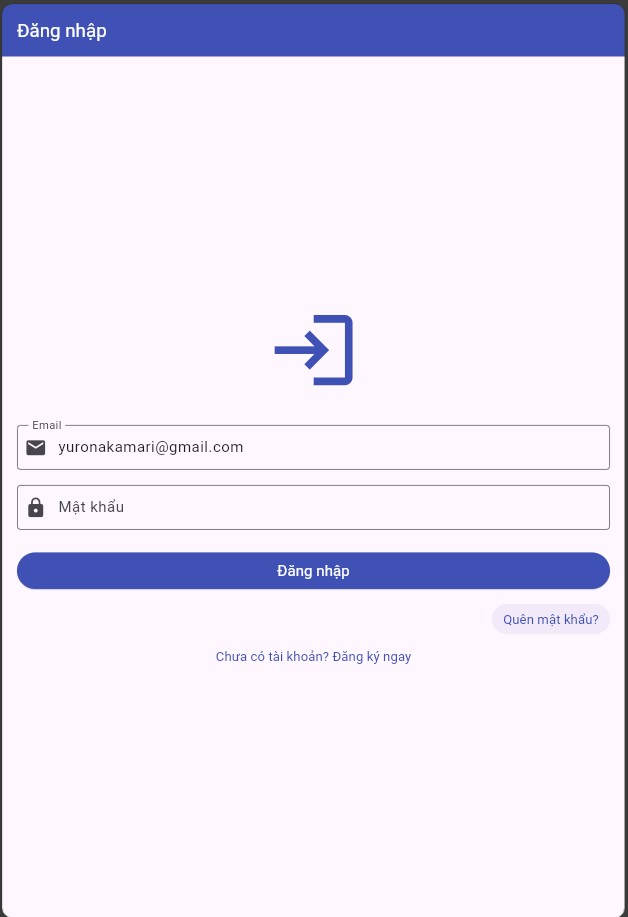 Đăng nhập
Email
yuronakamari@gmail.com
Mật khẩu
Đăng nhập
Quên mật khẩu?
Chưa có tài khoản? Đăng ký ngay